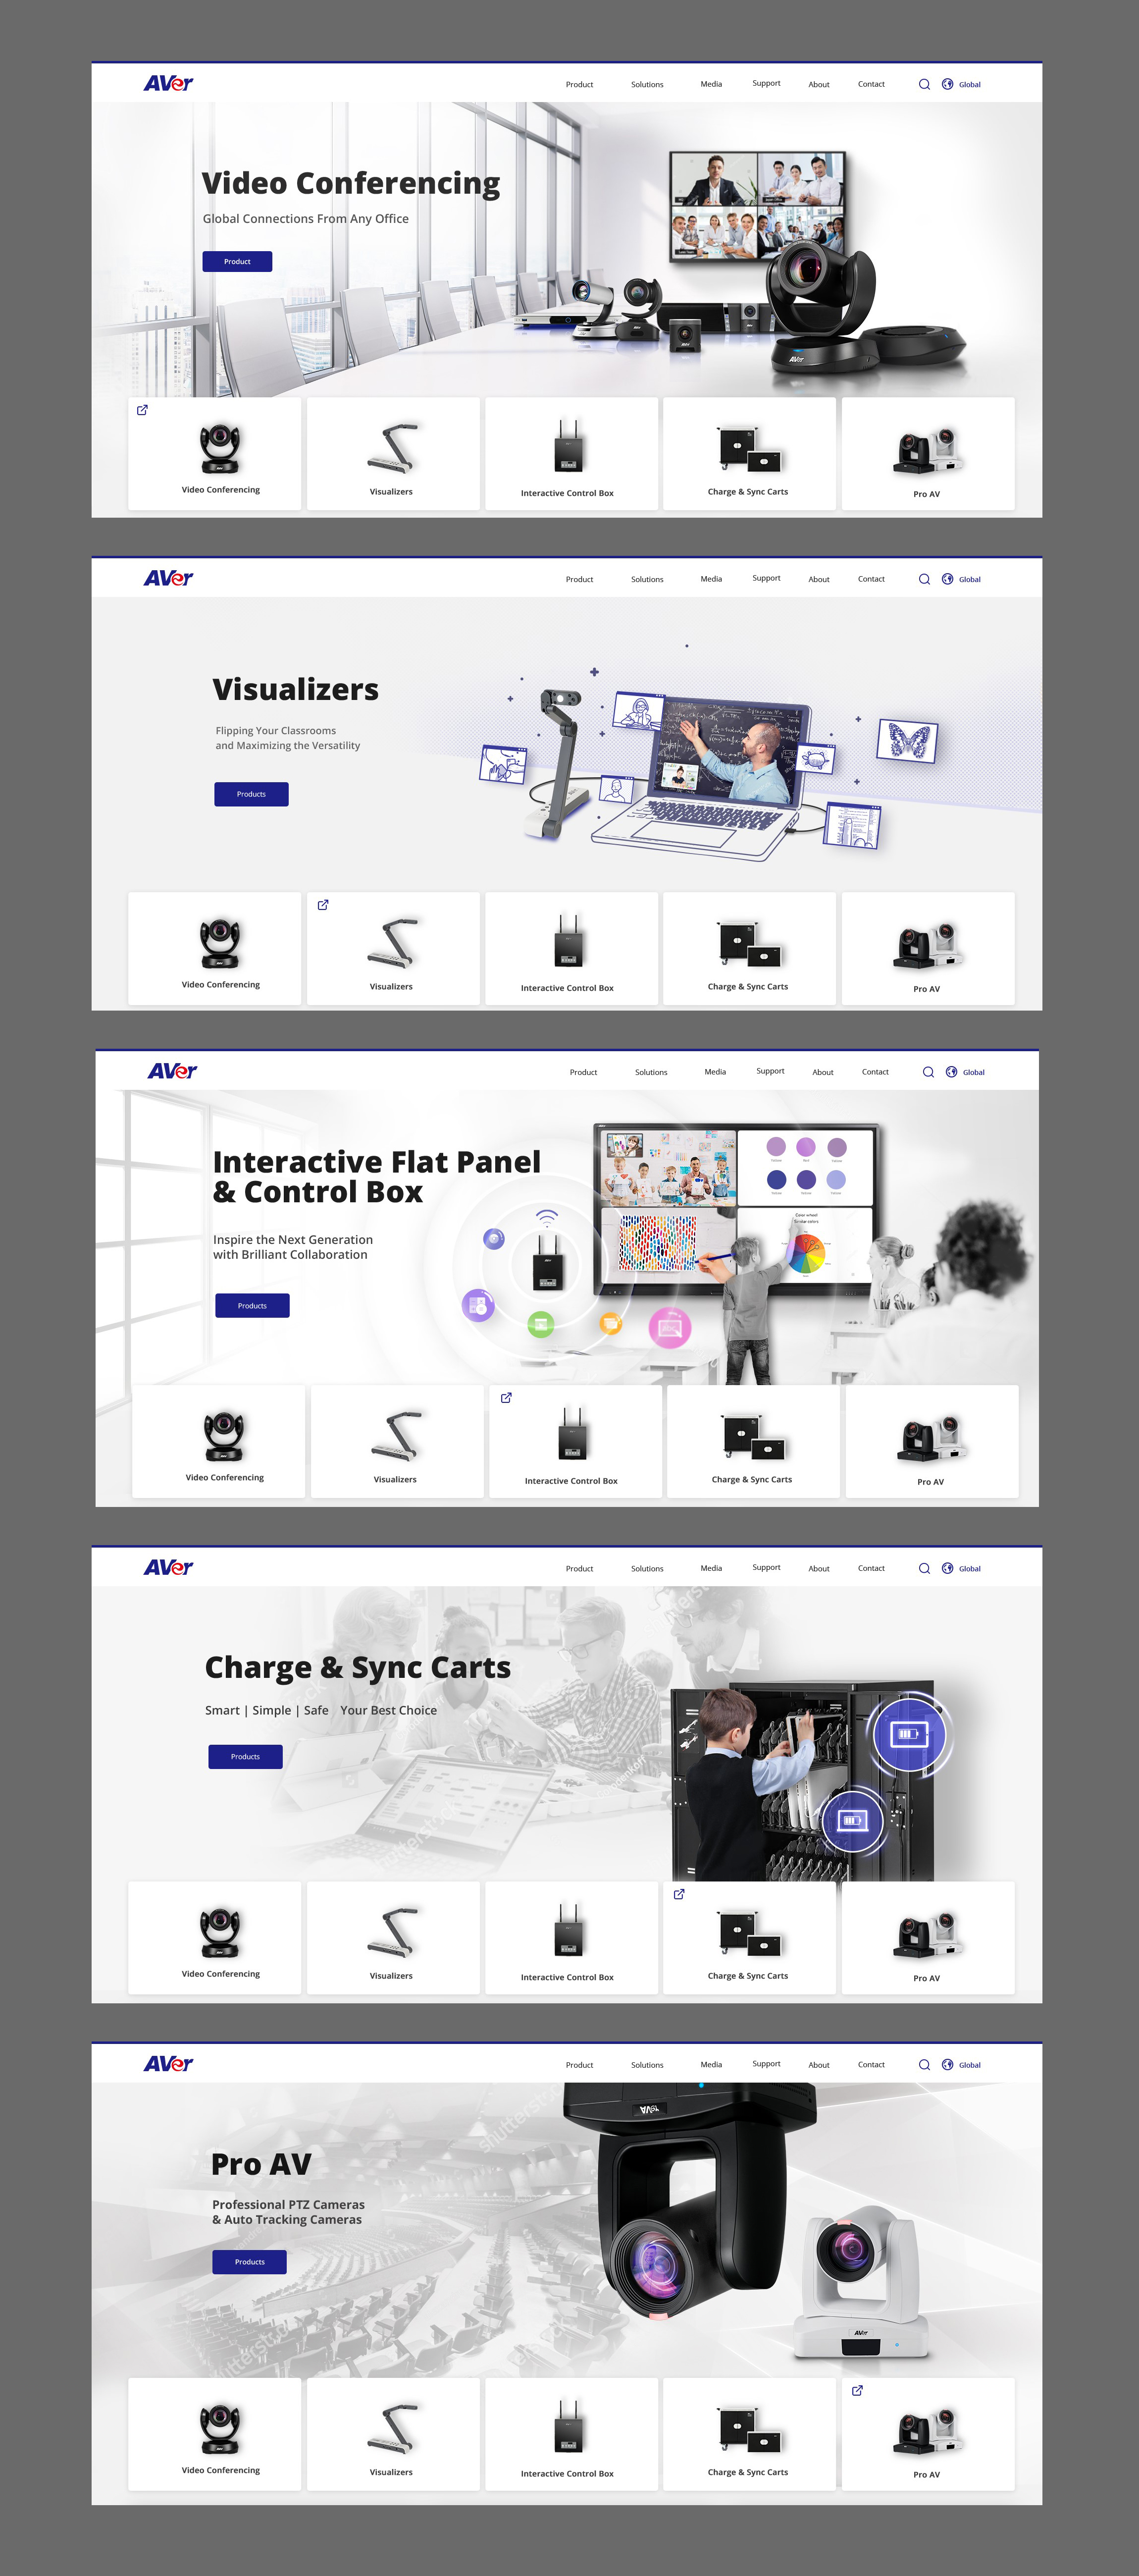 AVer
Product Solutions Media Support About Contact Global
Video Conferencing
Global Connections From Any Office
Product
AVer
Video Conferencing Visualizers Interactive Control Box Charge & Sync Carts Pro AV
AVer
Product Solutions Media Support About Contact Global
Visualizers
Flipping Your Classrooms
and Maximizing the Versatility
Products
Video Conferencing Visualizers Interactive Control Box Charge & Sync Carts Pro AV
AVer
Product Solutions Media Support About Contact Global
Interactive Flat Panel
& Control Box
Color wheel
Inspire the Next Generation
with Brilliant Collaboration
Products
Video Conferencing Visualizers Interactive Control Box Charge & Sync Carts Pro AV
AVer
Product Solutions Media Support About Contact Global
Charge & Sync Carts
Smart | Simple | Safe Your Best Choice
Products
Video Conferencing Visualizers Interactive Control Box Charge & Sync Carts Pro AV
AVer
Product Solutions Media Support About Contact Global
AVer
Pro AV
Professional PTZ Cameras
& Auto Tracking Cameras
Products
AVer
Video Conferencing Visualizers Interactive Control Box Charge & Sync Carts Pro AV